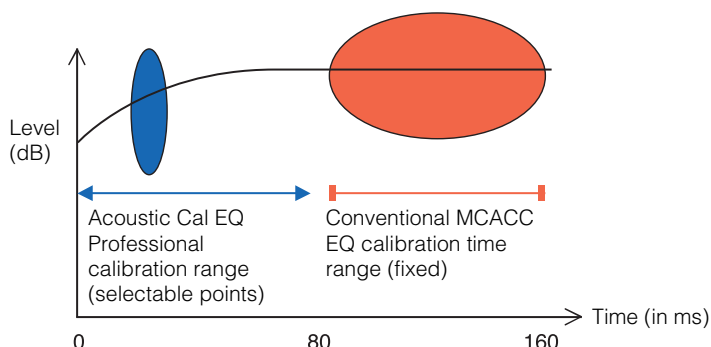 Level
(dB)
Acoustic Cal EQ
Professional
calibration range
(selectable points)
Conventional MCACC
EQ calibration time
range (fixed)
Time (in ms)
0
80
160